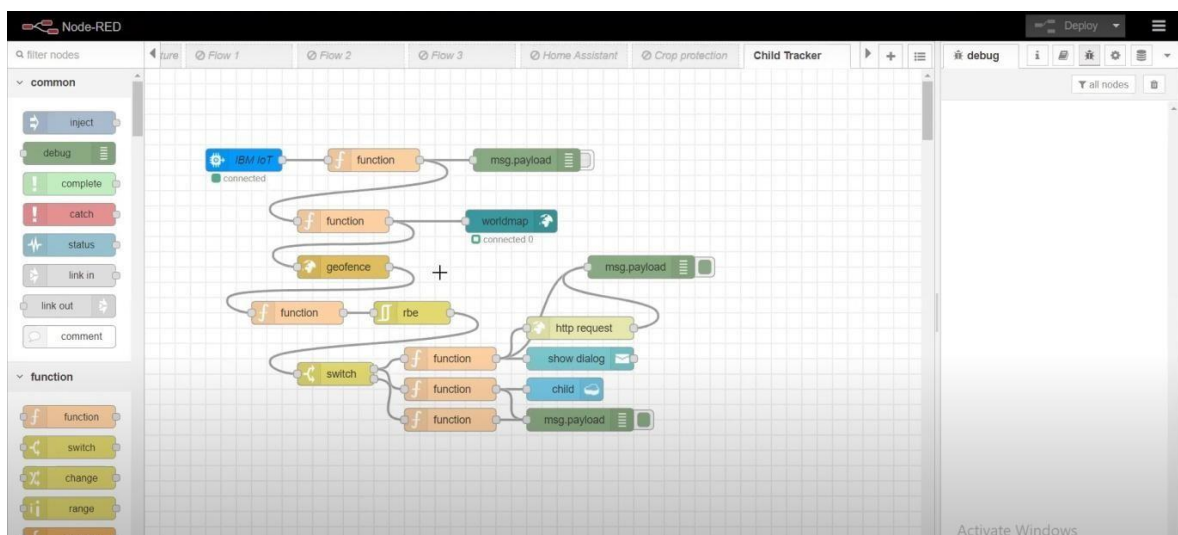 Node-RED
Deploy
filter nodes
ture
Flow 1
Flow 2
Flow 3
Home Assistant
Crop protection
Child Tracker
debug
i
all nodes
common
inject
debug
complete
catch
status
link in
link out
comment
function
function
switch
change
range
IBM IoT
connected
function
msg.payload
function
worldmap
connected 0
geofence
msg.payload
function
rbe
http request
function
show dialog
switch
function
child
function
msg.payload
Activate Windows